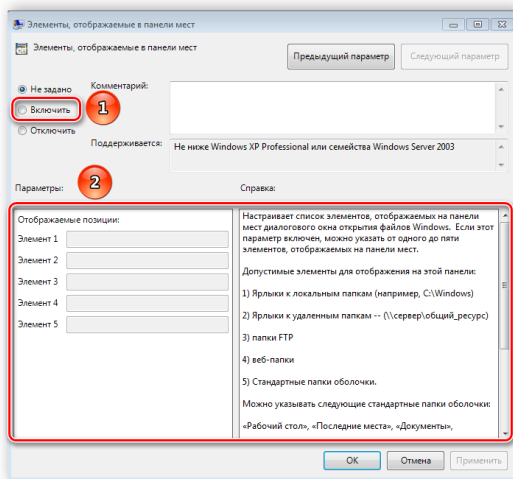 Элементы, отображаемые в панели мест
Элементы, отображаемые в панели мест
Предыдущий параметр
Следующий параметр
Не задано
Комментарий:
Включить
1
Отключить
Поддерживается:
Не ниже Windows XP Professional или семейства Windows Server 2003
2
Параметры:
Справка:
Отображаемые позиции:
Элемент 1
Элемент 2
Элемент 3
Элемент 4
Элемент 5
Настраивает список элементов, отображаемых на панели
мест диалогового окна открытия файлов Windows. Если этот
параметр включен, можно указать от одного до пяти
элементов, отображаемых на панели мест.
Допустимые элементы для отображения на этой панели:
1) Ярлыки к локальным папкам (например, C:\Windows)
2) Ярлыки к удаленным папкам -- (\\сервер\общий_ресурс)
3) папки FTP
4) веб-папки
5) Стандартные папки оболочки.
Можно указывать следующие стандартные папки оболочки:
«Рабочий стол», «Последние места», «Документы»,
ОК
Отмена
Применить